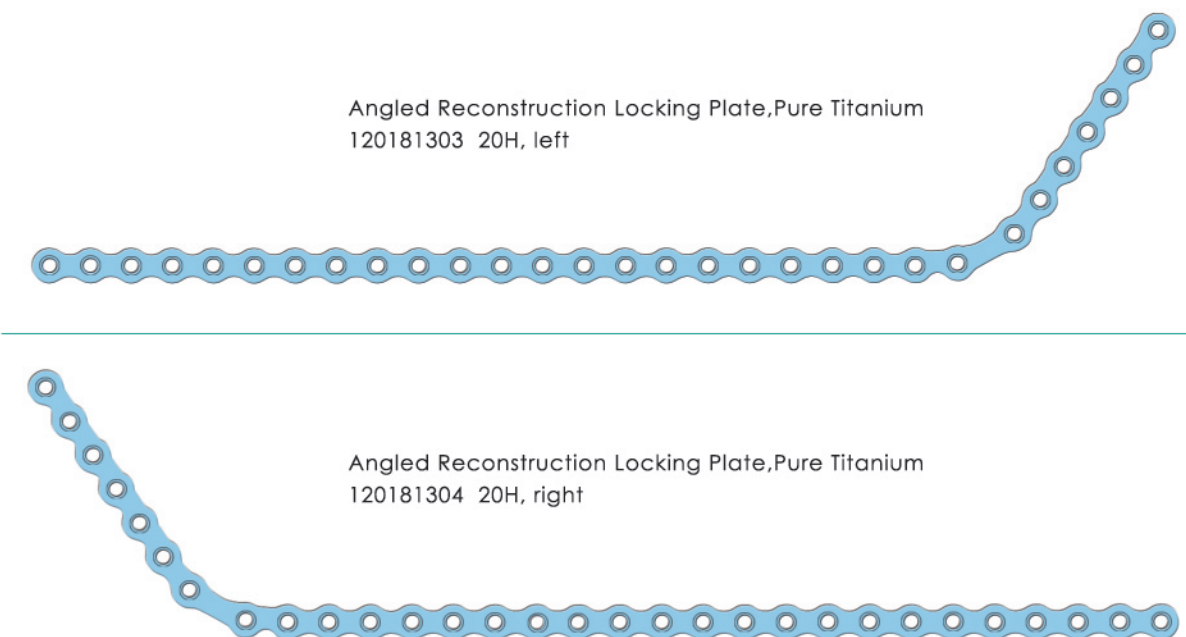 Angled Reconstruction Locking Plate,Pure Titanium
120181303  20H, left
Angled Reconstruction Locking Plate,Pure Titanium
120181304  20H, right